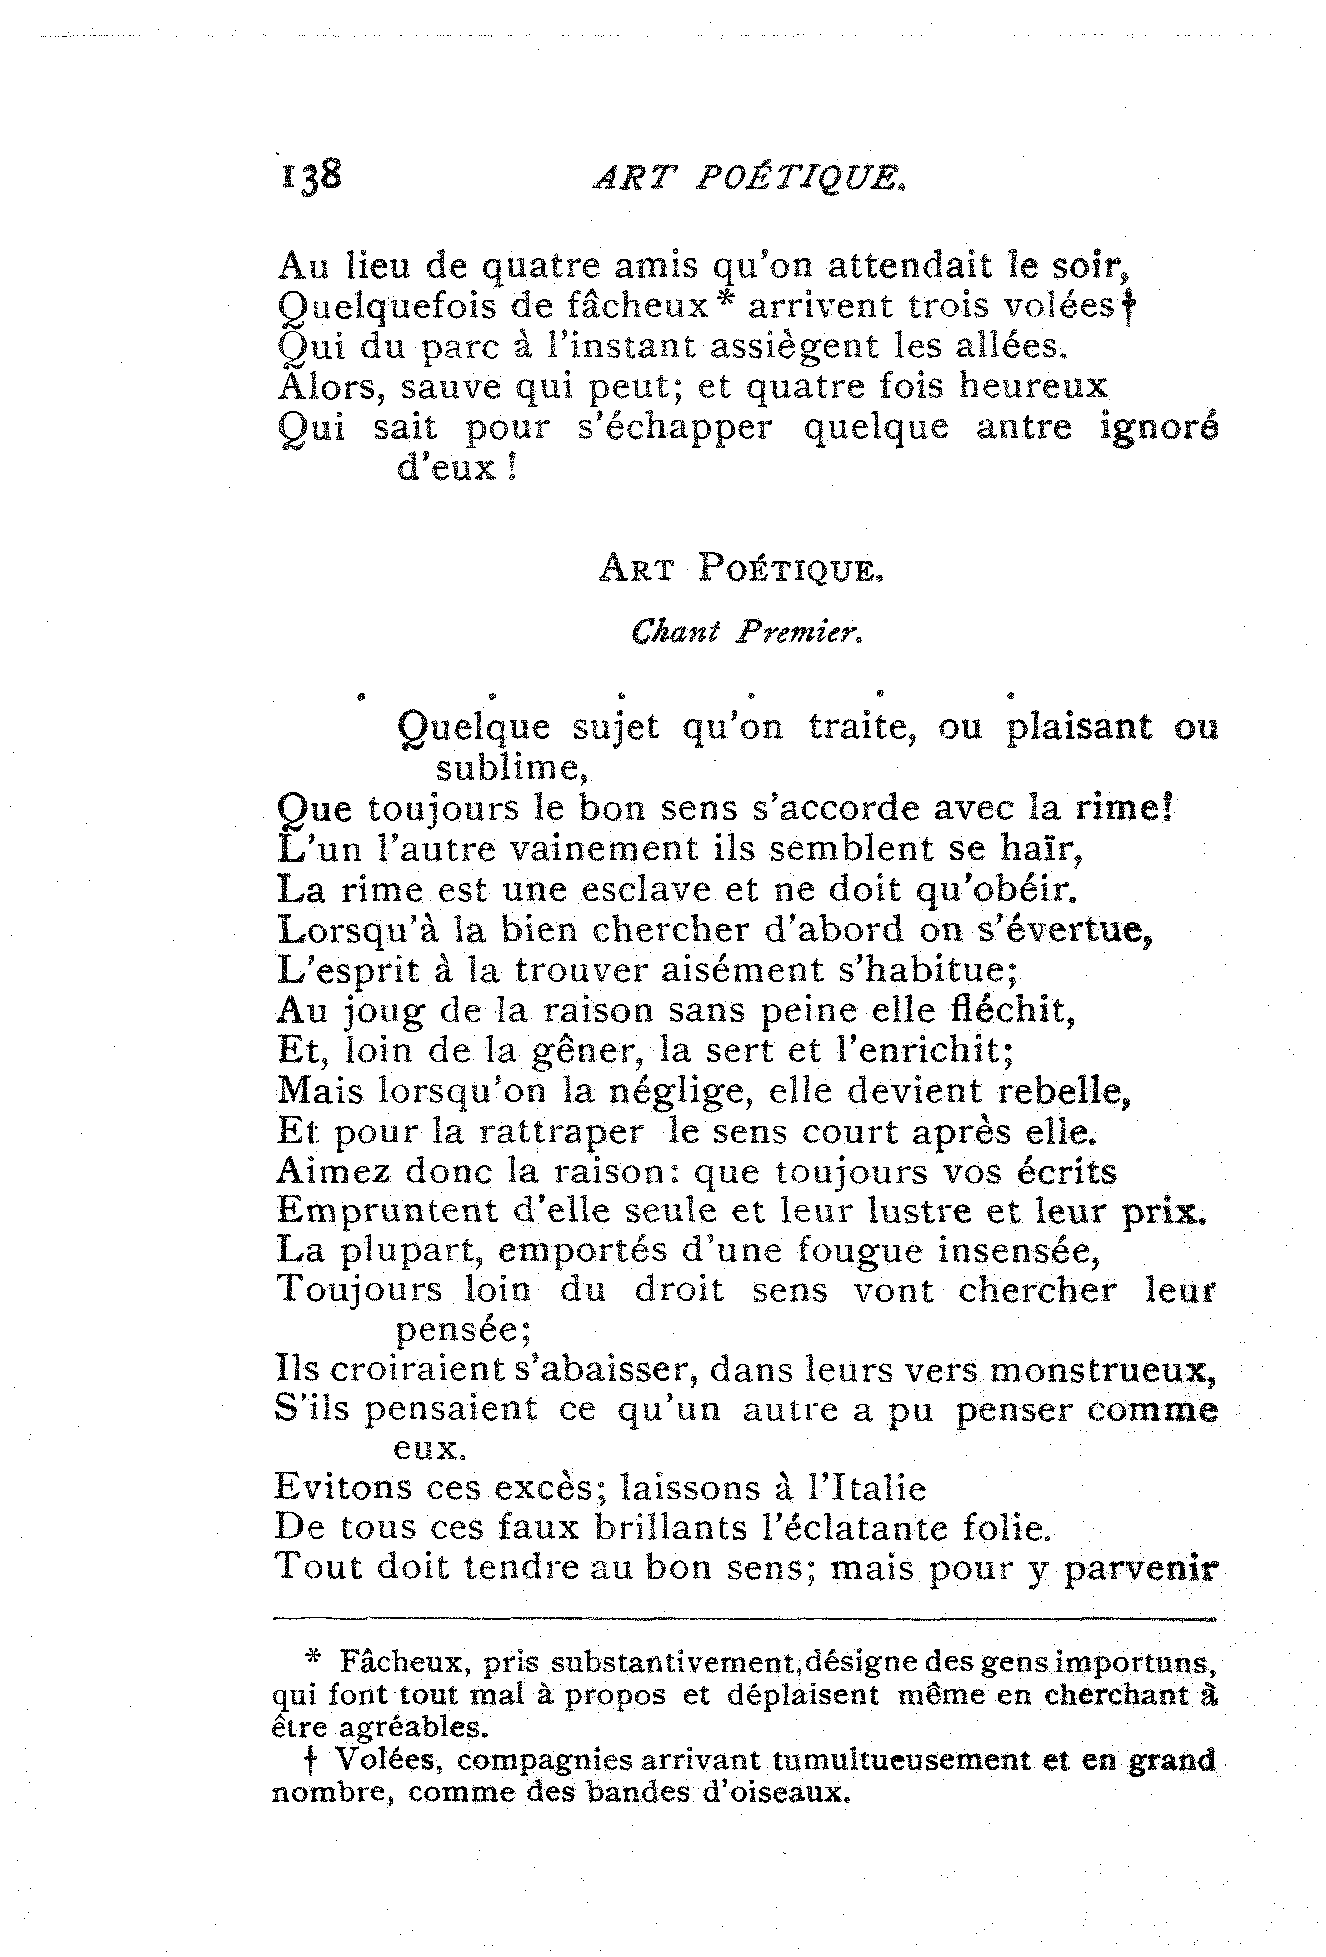 138 ART POÉTIQUE.
Au lieu de quatre amis qu'on attendait le soir,
Quelquefois de fâcheux* arrivent trois volées†
Qui du parc à l'instant assiègent les allées.
Alors, sauve qui peut; et quatre fois heureux
Qui sait pour s'échapper quelque antre ignoré
d'eux !
ART POÉTIQUE.
Chant Premier.
. . . . . .
Quelque sujet qu'on traite, ou plaisant ou
sublime,
Que toujours le bon sens s'accorde avec la rime!
L'un l'autre vainement ils semblent se haïr,
La rime est une esclave et ne doit qu'obéir.
Lorsqu'à la bien chercher d'abord on s'évertue,
L'esprit à la trouver aisément s'habitue;
Au joug de la raison sans peine elle fléchit,
Et, loin de la gêner, la sert et l'enrichit;
Mais lorsqu'on la néglige, elle devient rebelle,
Et pour la rattraper le sens court après elle.
Aimez donc la raison: que toujours vos écrits
Empruntent d'elle seule et leur lustre et leur prix.
La plupart, emportés d'une fougue insensée,
Toujours loin du droit sens vont chercher leur
pensée;
Ils croiraient s'abaisser, dans leurs vers monstrueux,
S'ils pensaient ce qu'un autre a pu penser comme
eux.
Evitons ces excès; laissons à l'Italie
De tous ces faux brillants l'éclatante folie.
Tout doit tendre au bon sens; mais pour y parvenir
* Fâcheux, pris substantivement, désigne des gens importuns,
qui font tout mal à propos et déplaisent même en cherchant à
être agréables.
† Volées, compagnies arrivant tumultueusement et en grand
nombre, comme des bandes d'oiseaux.